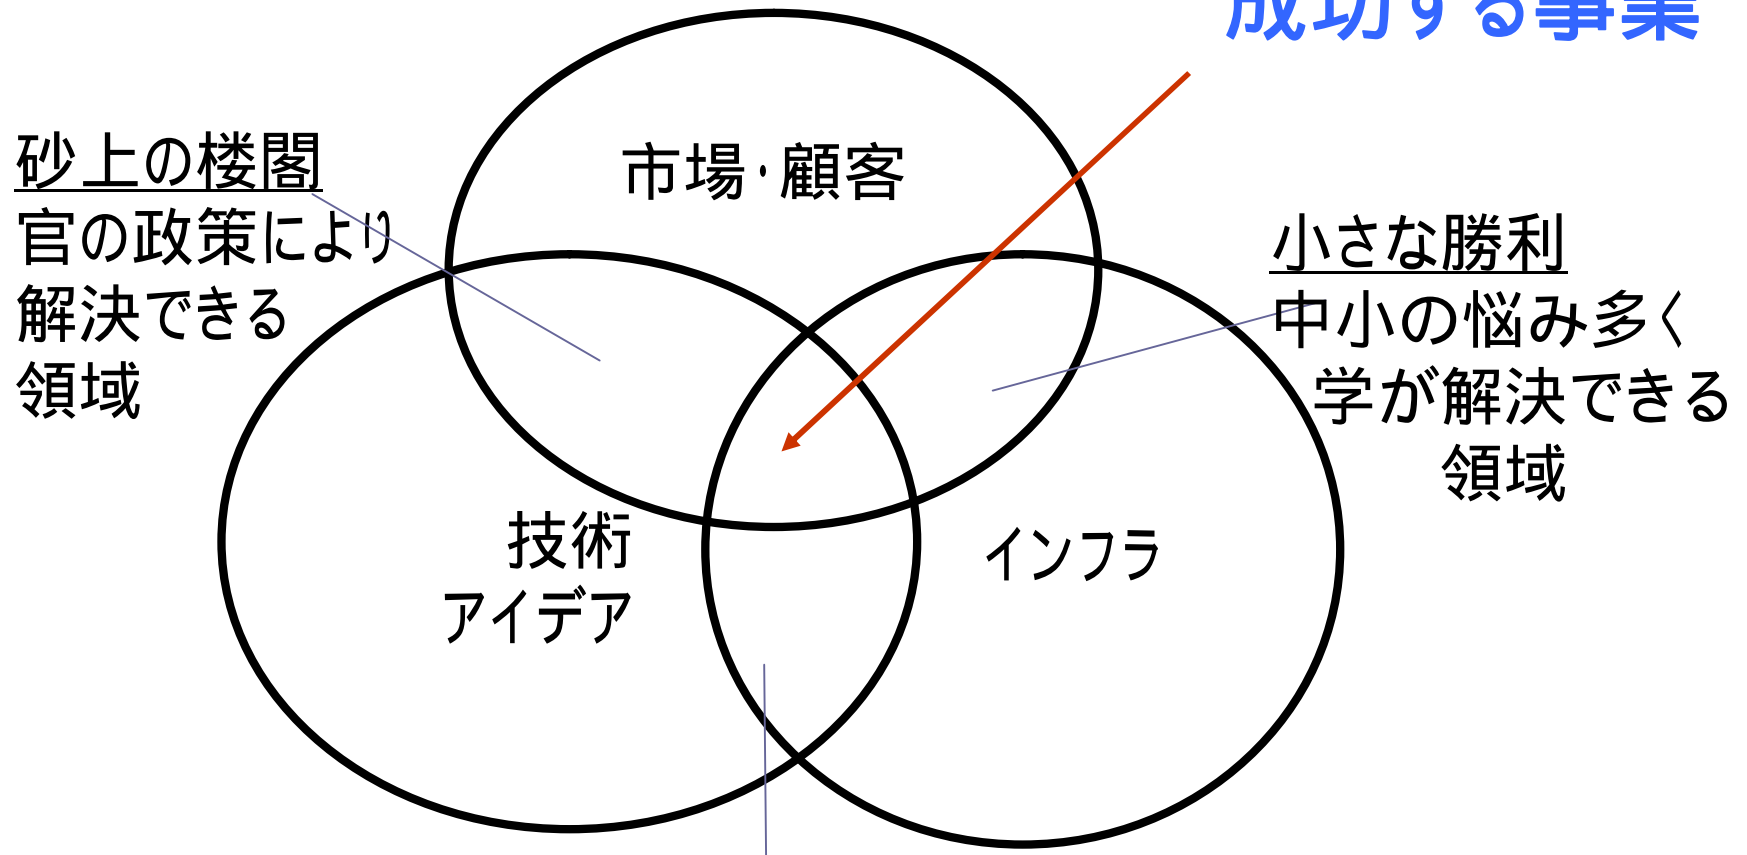 成功する事業
砂上の楼閣
官の政策により
解決できる
領域
市場・顧客
小さな勝利
中小の悩み多く
学が解決できる
領域
技術
アイデア
インフラ